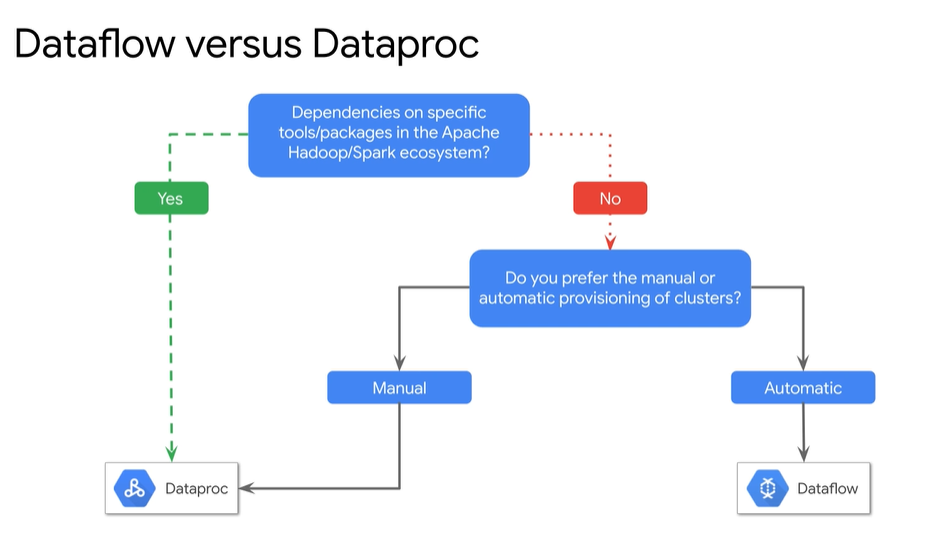 Dataflow versus Dataproc
Dependencies on specific
tools/packages in the Apache
Hadoop/Spark ecosystem?
Yes
No
Do you prefer the manual or
automatic provisioning of clusters?
Manual
Automatic
Dataproc
Dataflow